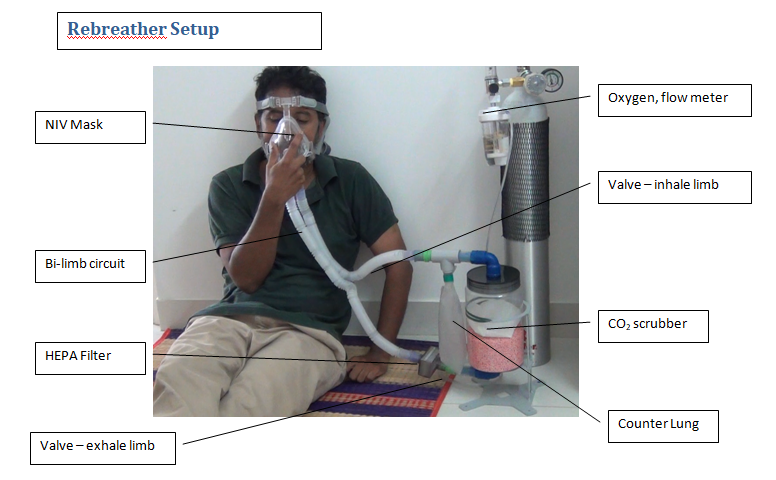 Rebreather Setup
NIV Mask
Bi-limb circuit
HEPA Filter
Valve – exhale limb
Oxygen, flow meter
Valve – inhale limb
CO₂ scrubber
Counter Lung